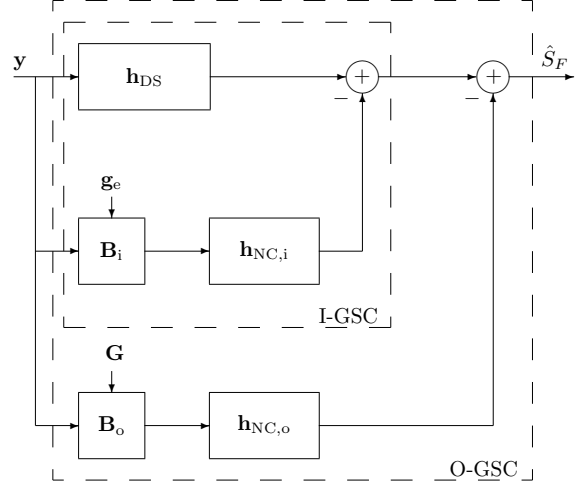 y
h_DS
+
−
+
−
Ŝ_F
g_e
B_i
h_NC,i
I-GSC
G
B_o
h_NC,o
O-GSC